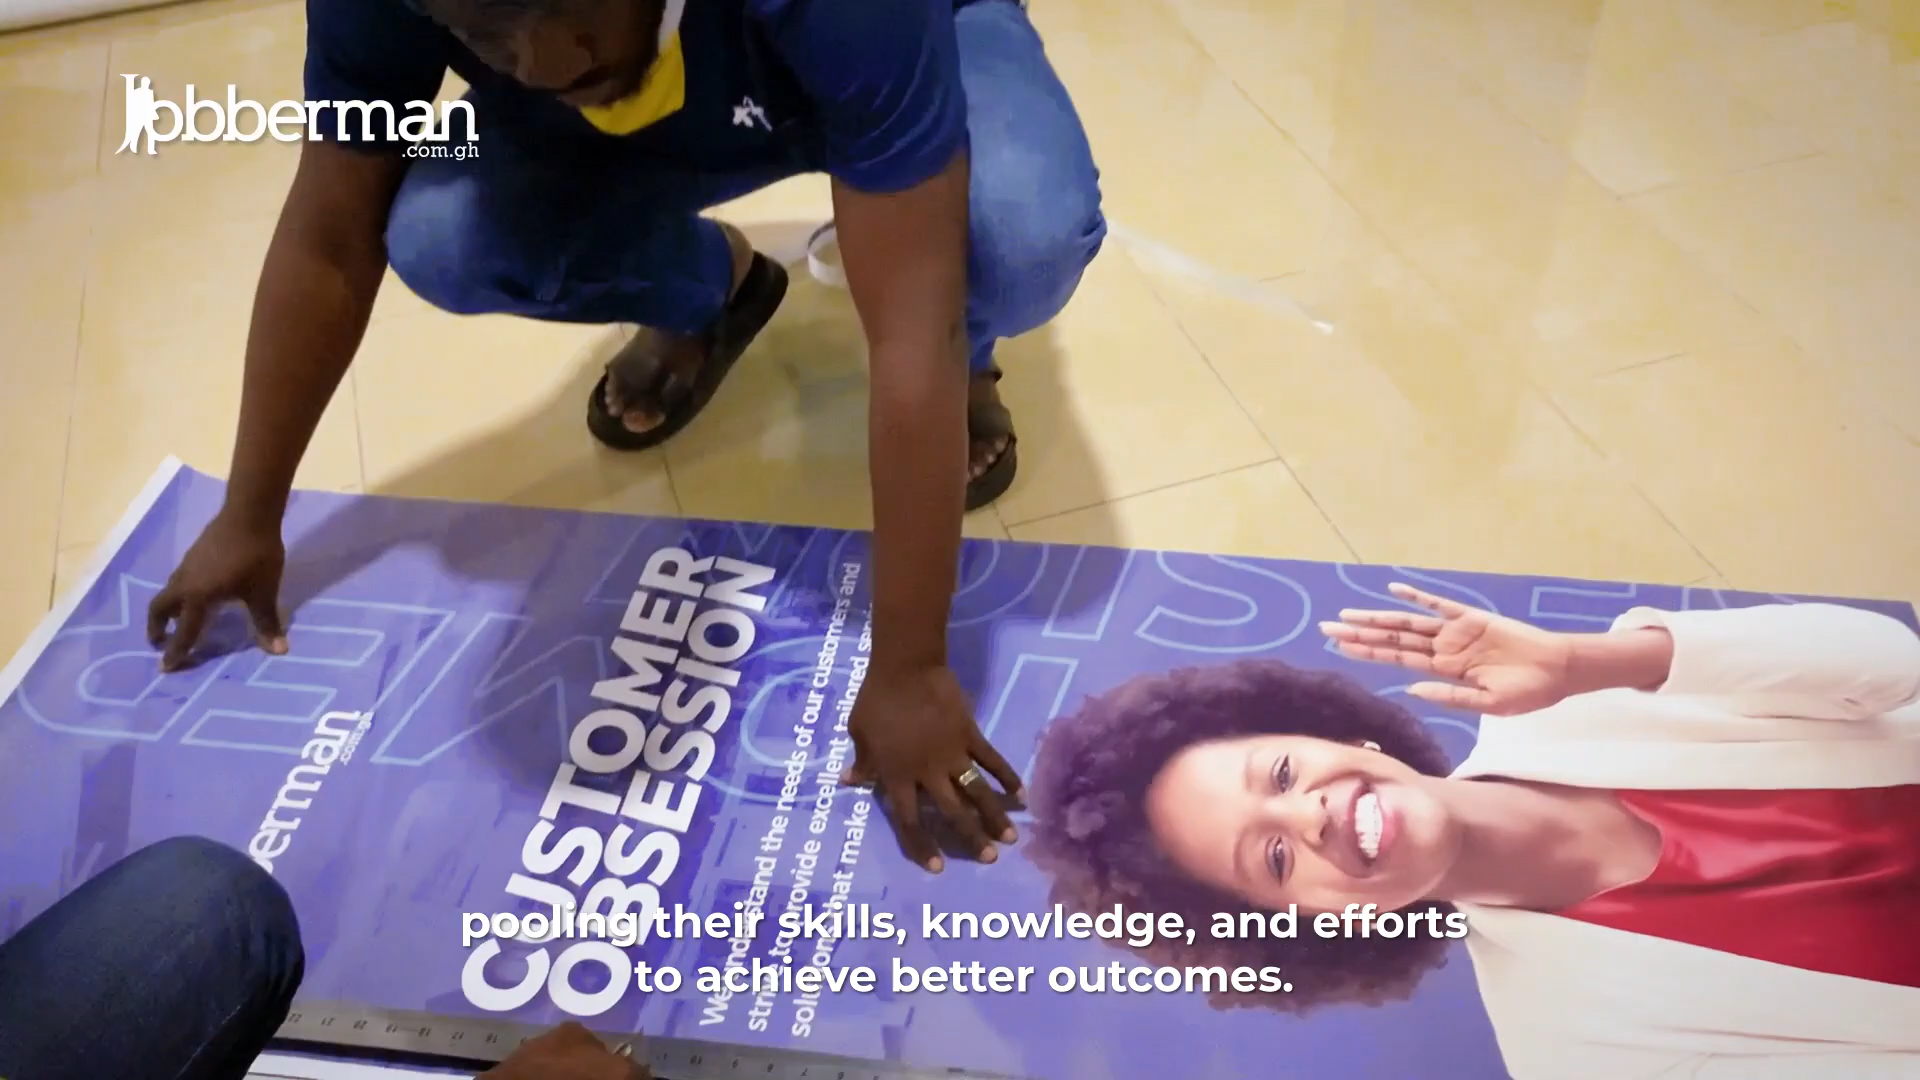 Jobberman
.com.gh
CUSTOMER
OBSESSION
We understand the needs of our customers and
strive to provide excellent tailored
solutions that make
berman
.com.gh
pooling their skills, knowledge, and efforts
to achieve better outcomes.